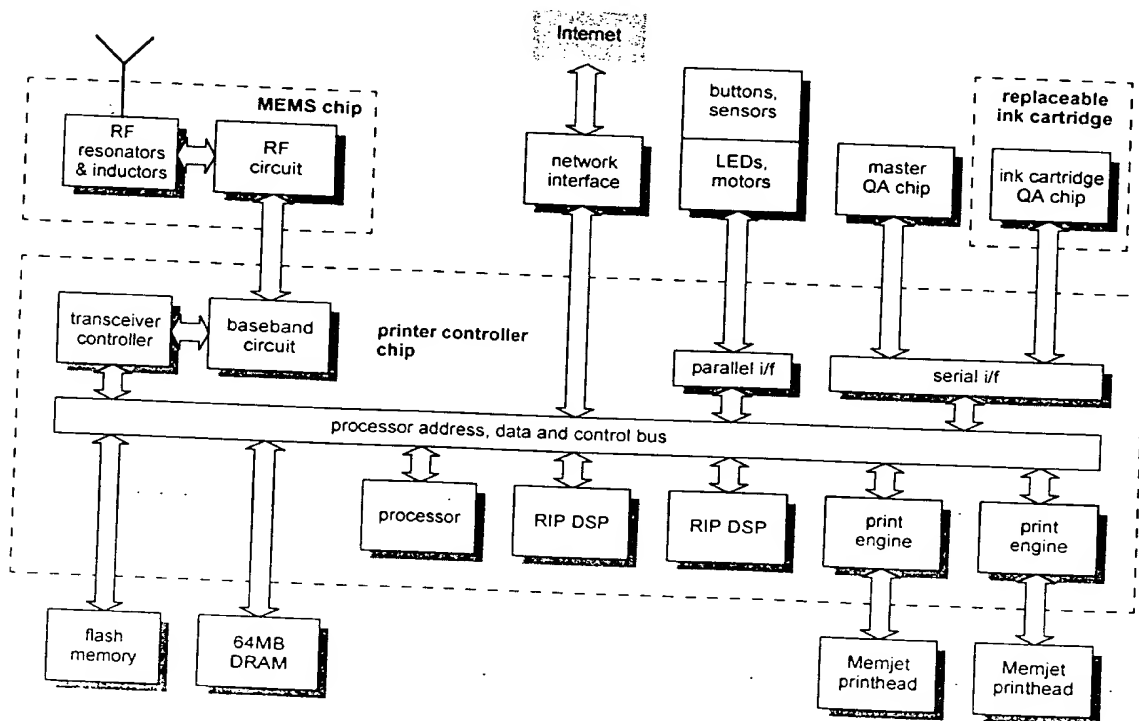 Internet
MEMS chip
RF
resonators
& inductors
RF
circuit
network
interface
buttons,
sensors
LEDs,
motors
master
QA chip
replaceable
ink cartridge
ink cartridge
QA chip
transceiver
controller
baseband
circuit
printer controller
chip
parallel i/f
serial i/f
processor address, data and control bus
processor
RIP DSP
RIP DSP
print
engine
print
engine
flash
memory
64MB
DRAM
Memjet
printhead
Memjet
printhead